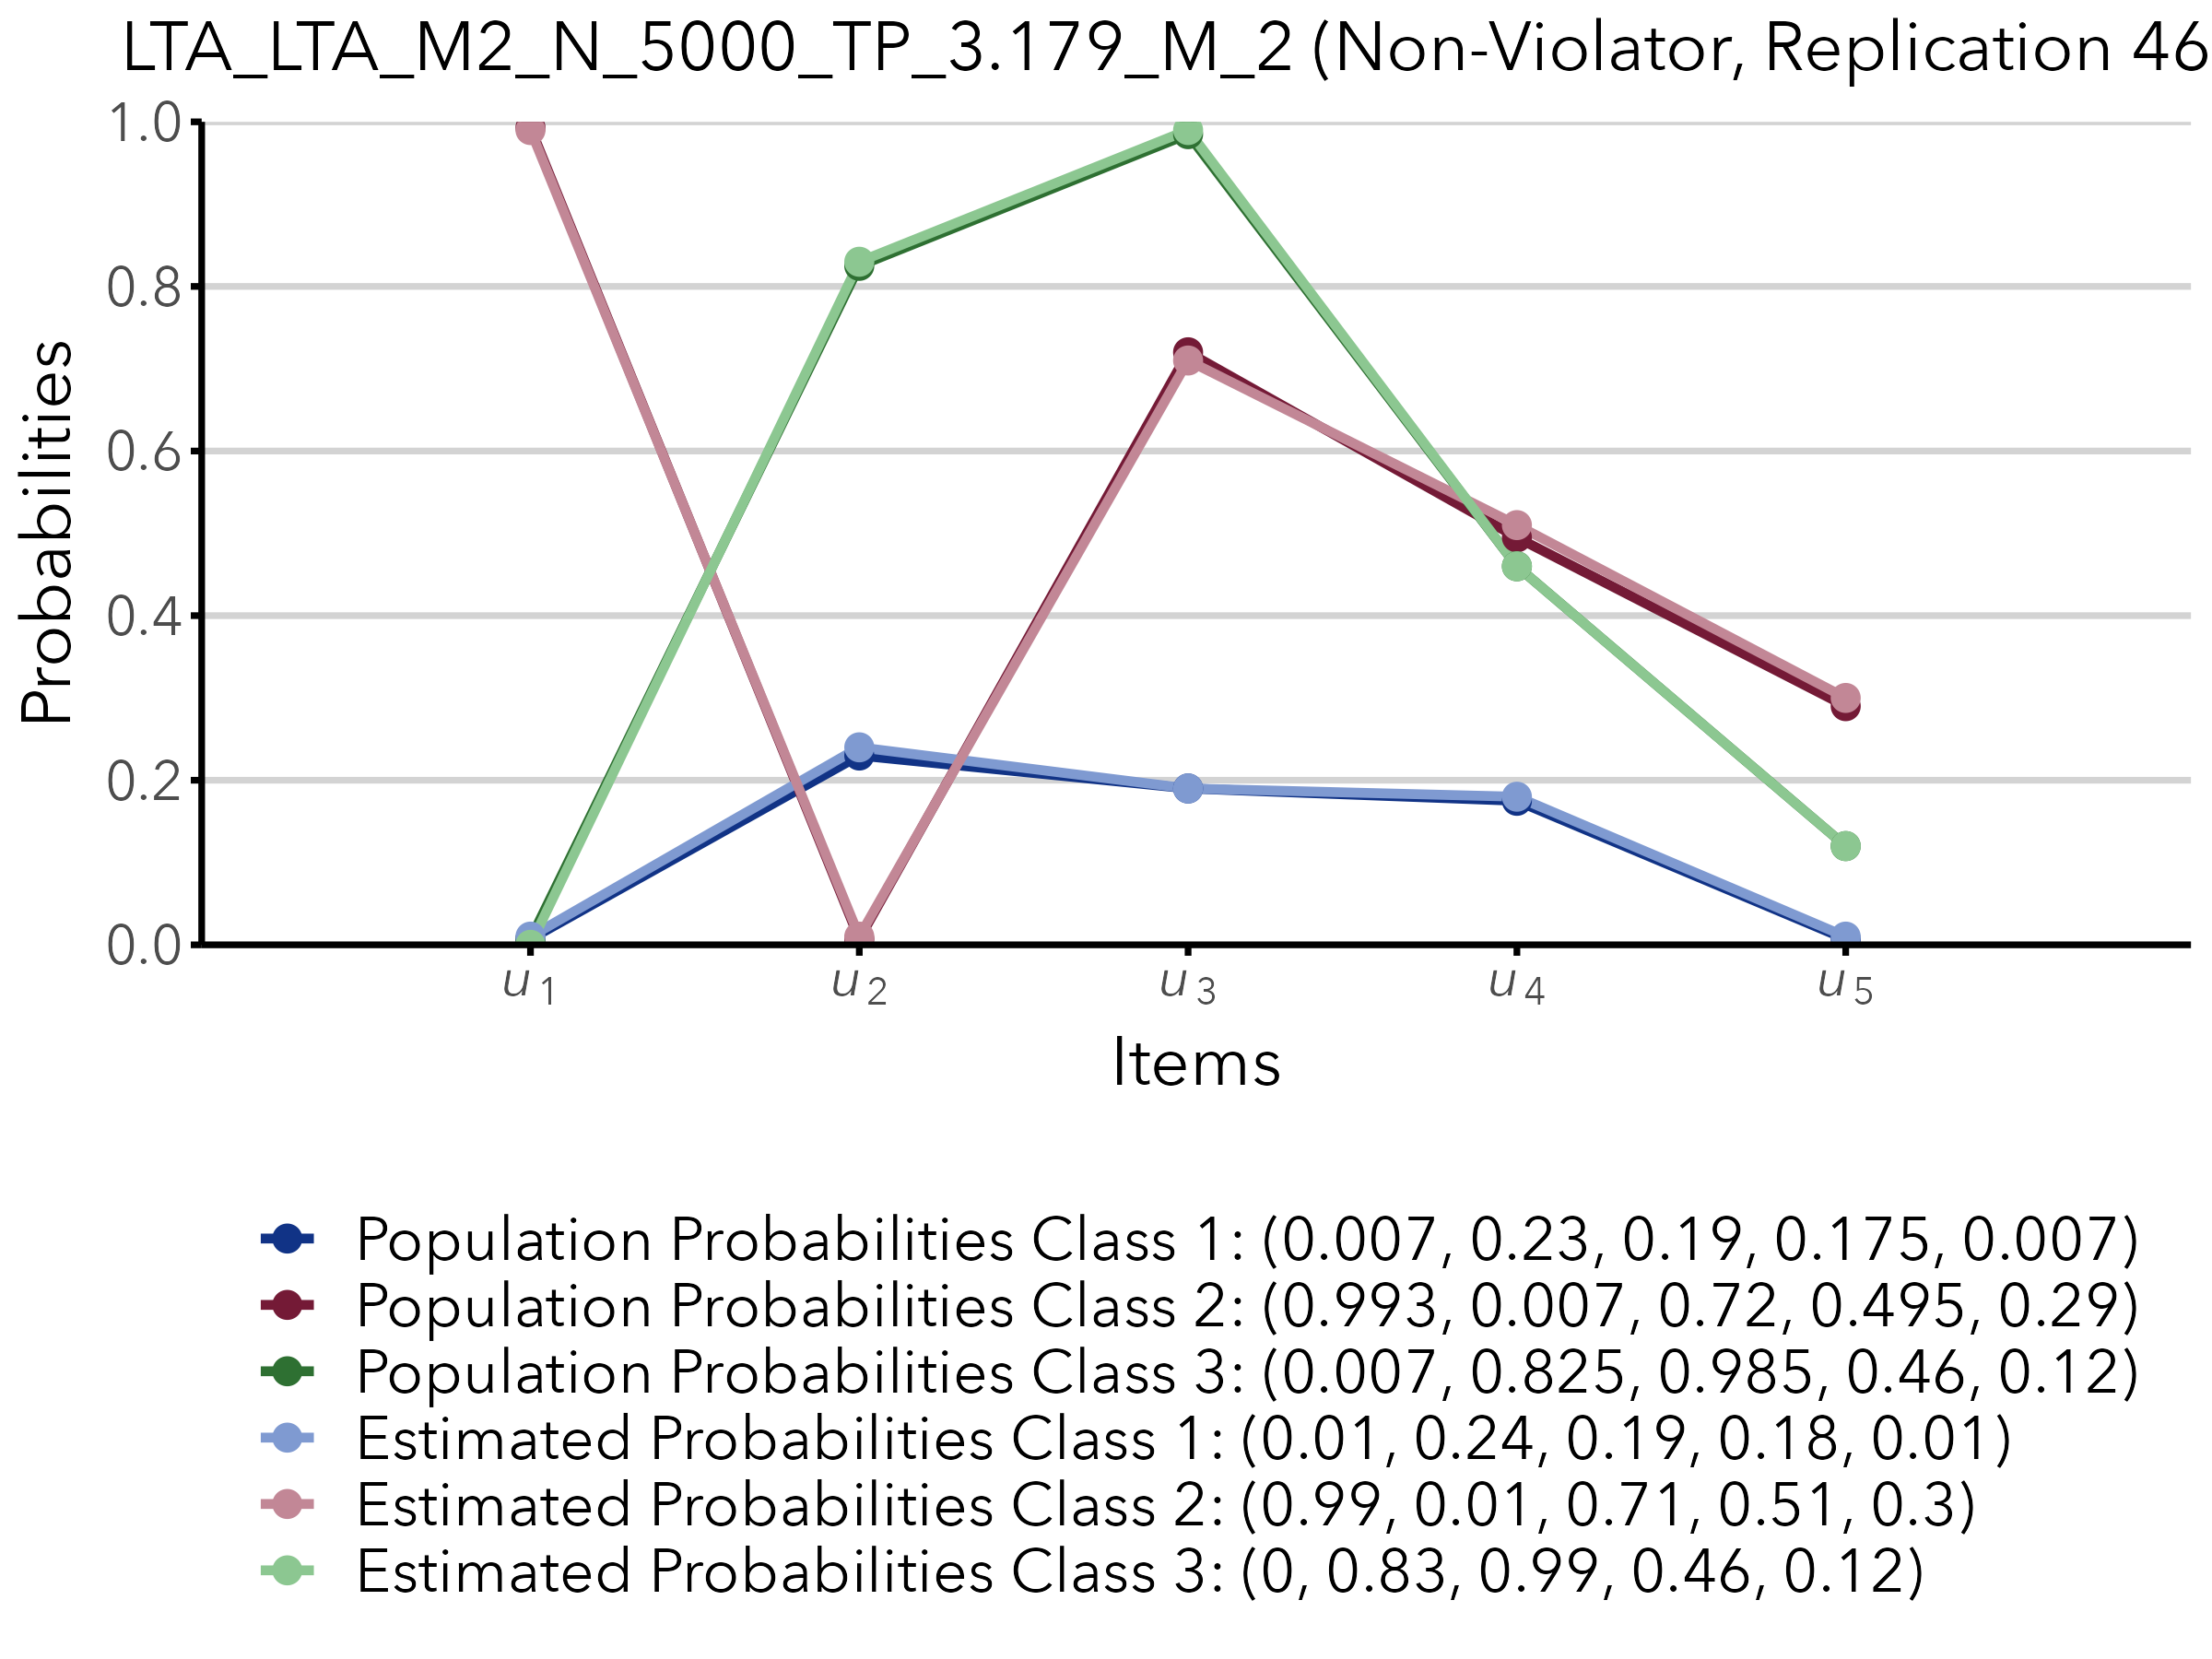 LTA_LTA_M2_N_5000_TP_3.179_M_2 (Non-Violator, Replication 46
1.0
0.8
0.6
0.4
0.2
0.0
Probabilities
u1
u2
u3
u4
u5
Items
Population Probabilities Class 1: (0.007, 0.23, 0.19, 0.175, 0.007)
Population Probabilities Class 2: (0.993, 0.007, 0.72, 0.495, 0.29)
Population Probabilities Class 3: (0.007, 0.825, 0.985, 0.46, 0.12)
Estimated Probabilities Class 1: (0.01, 0.24, 0.19, 0.18, 0.01)
Estimated Probabilities Class 2: (0.99, 0.01, 0.71, 0.51, 0.3)
Estimated Probabilities Class 3: (0, 0.83, 0.99, 0.46, 0.12)